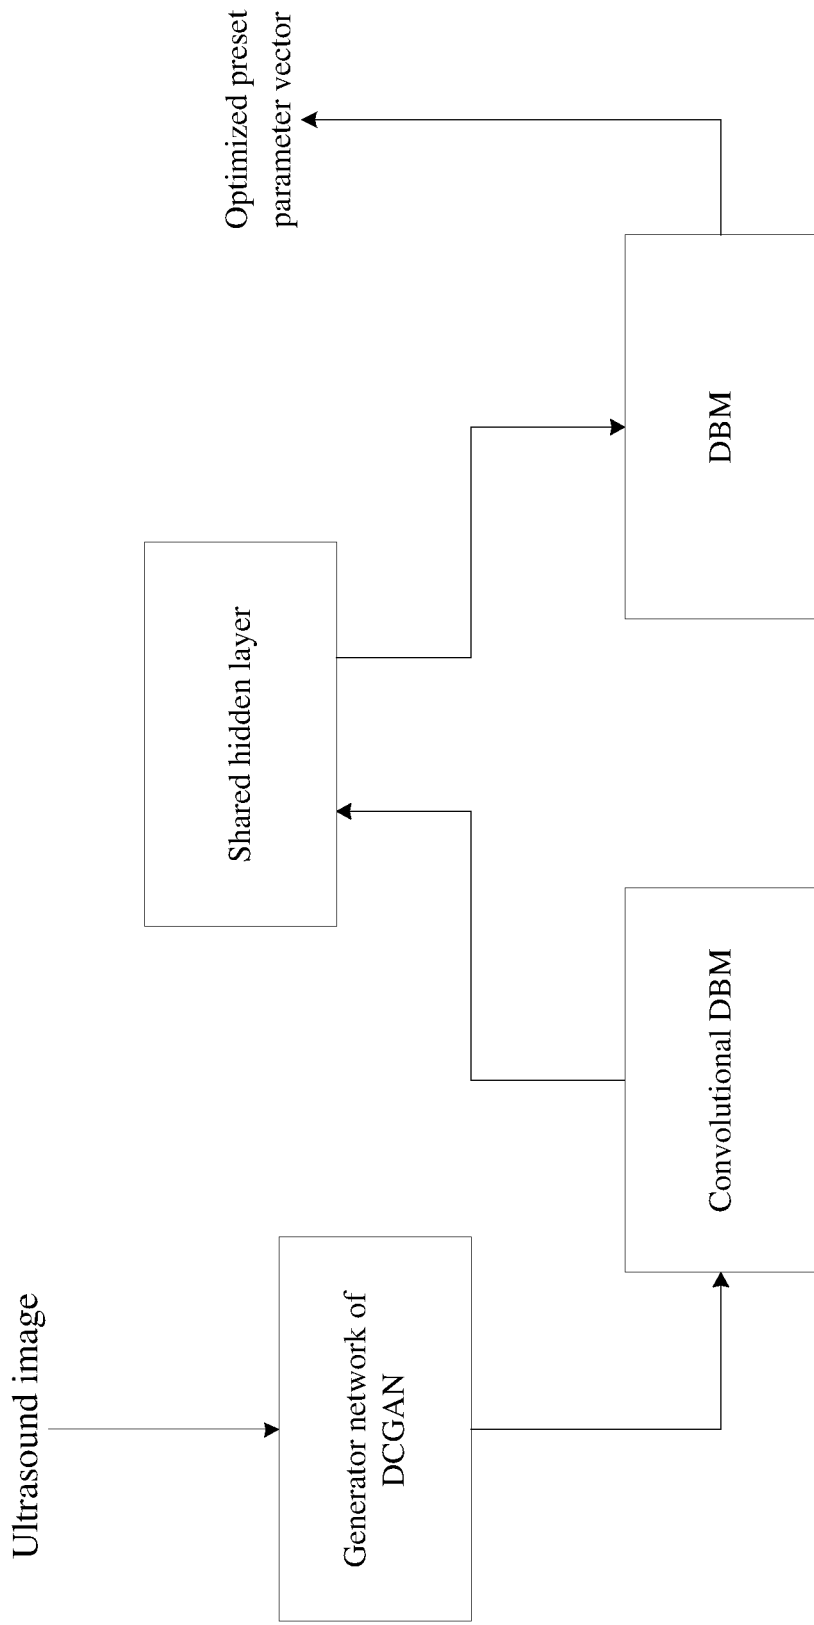 Ultrasound image
Generator network of
DCGAN
Convolutional DBM
Shared hidden layer
DBM
Optimized preset
parameter vector